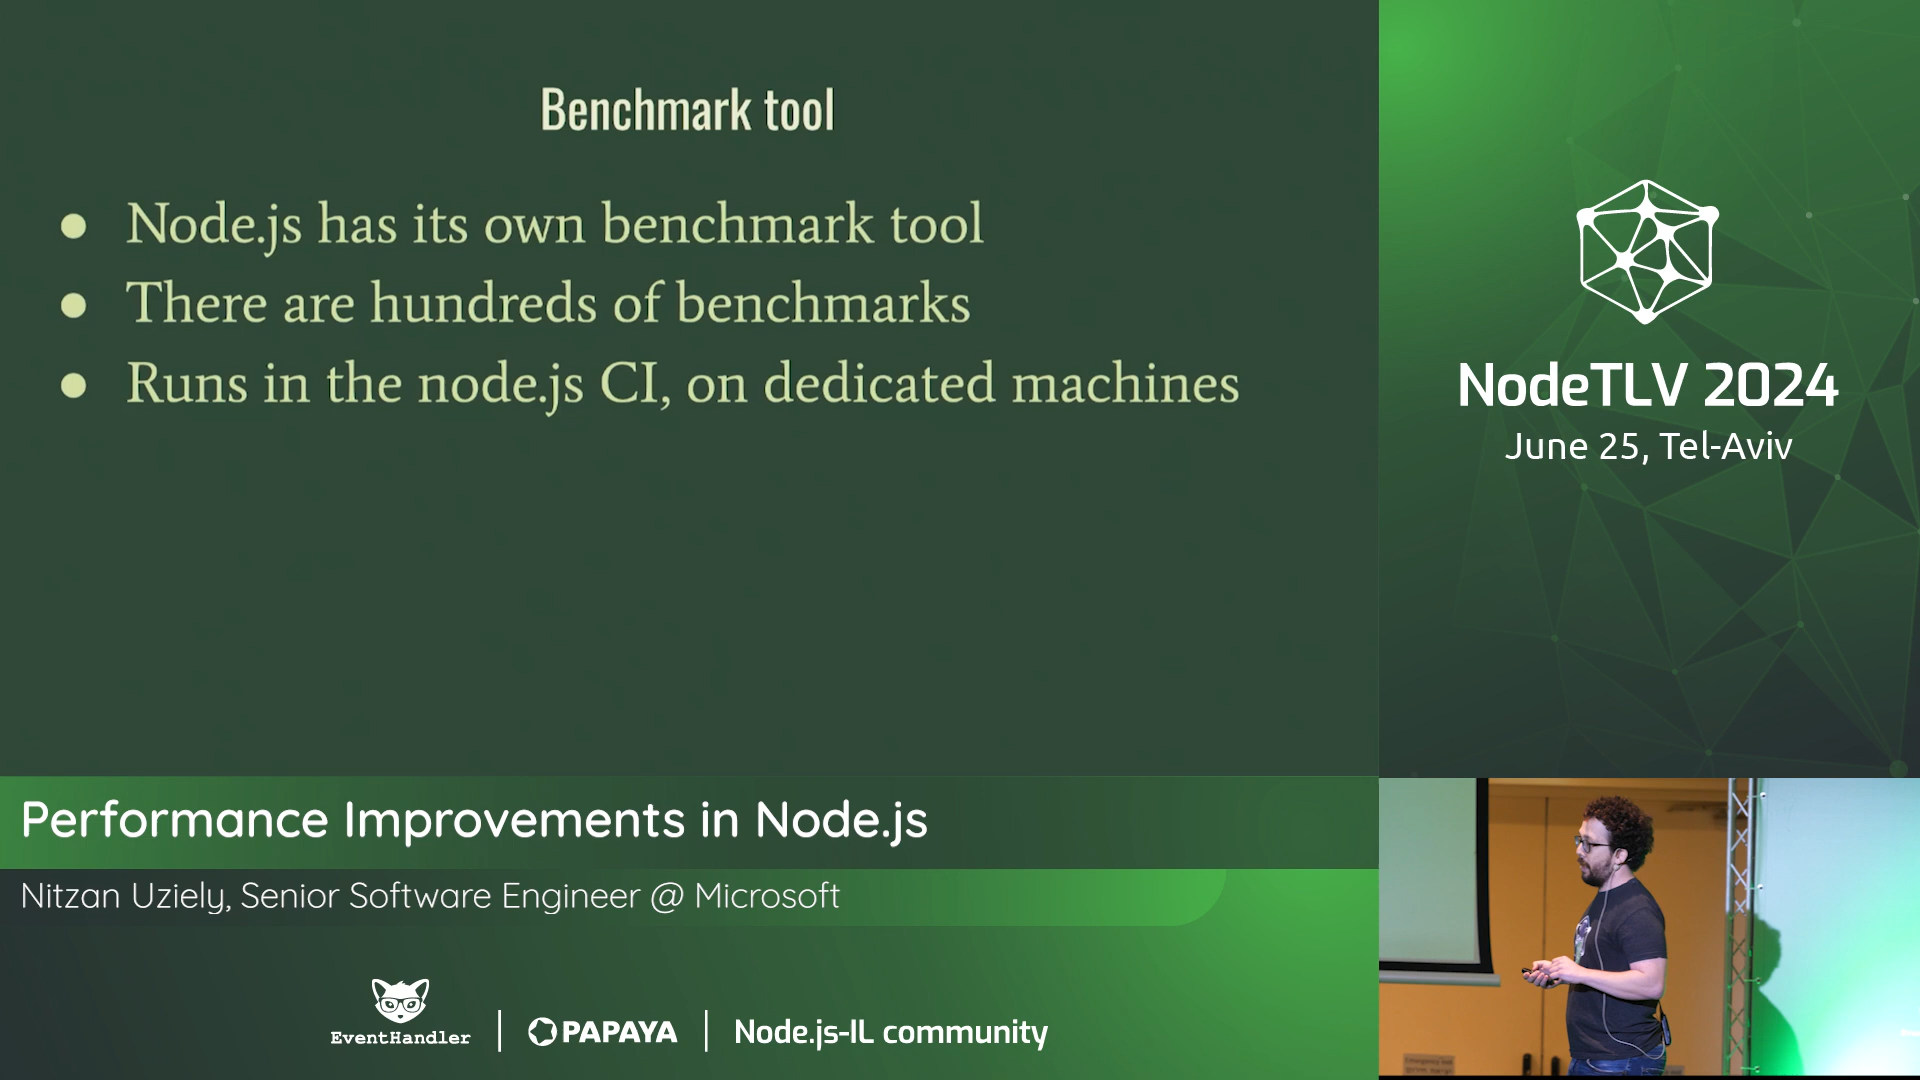 Benchmark tool
● Node.js has its own benchmark tool
● There are hundreds of benchmarks
● Runs in the node.js CI, on dedicated machines
NodeTLV 2024
June 25, Tel-Aviv
Performance Improvements in Node.js
Nitzan Uziely, Senior Software Engineer @ Microsoft
EventHandler
PAPAYA
Node.js-IL community